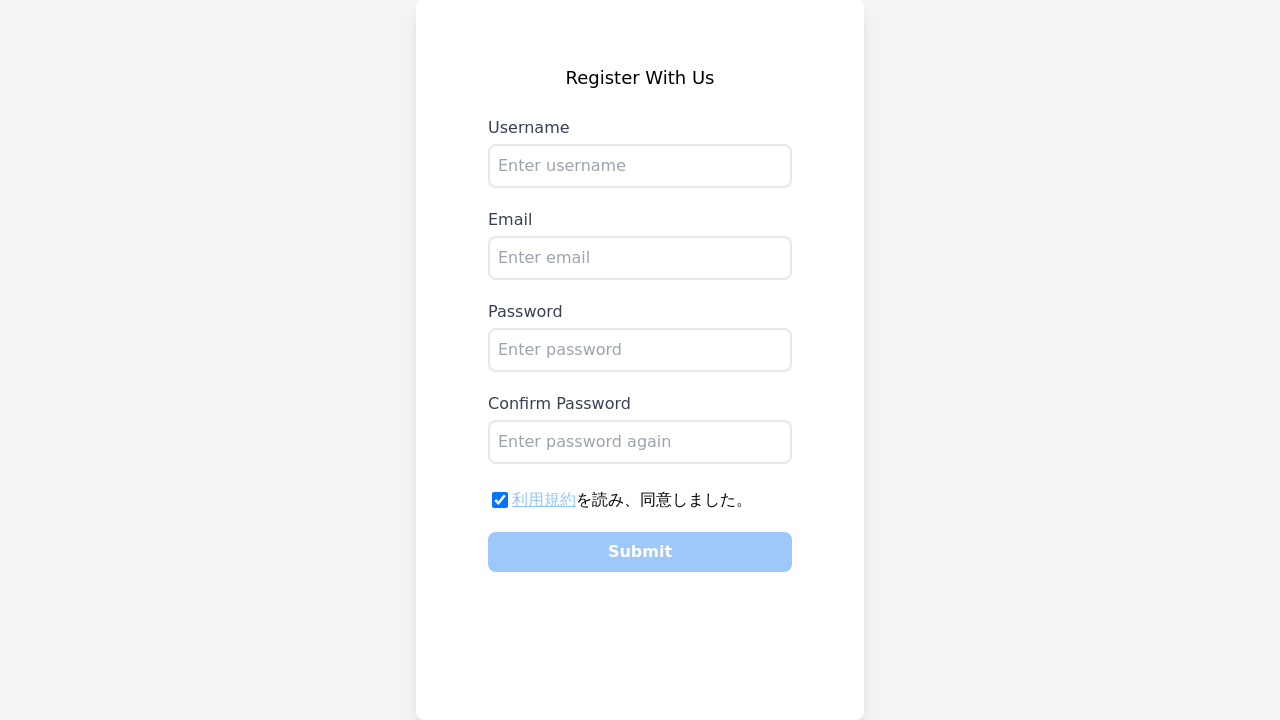 Register With Us
Username
Enter username
Email
Enter email
Password
Enter password
Confirm Password
Enter password again
利用規約を読み、同意しました。
Submit